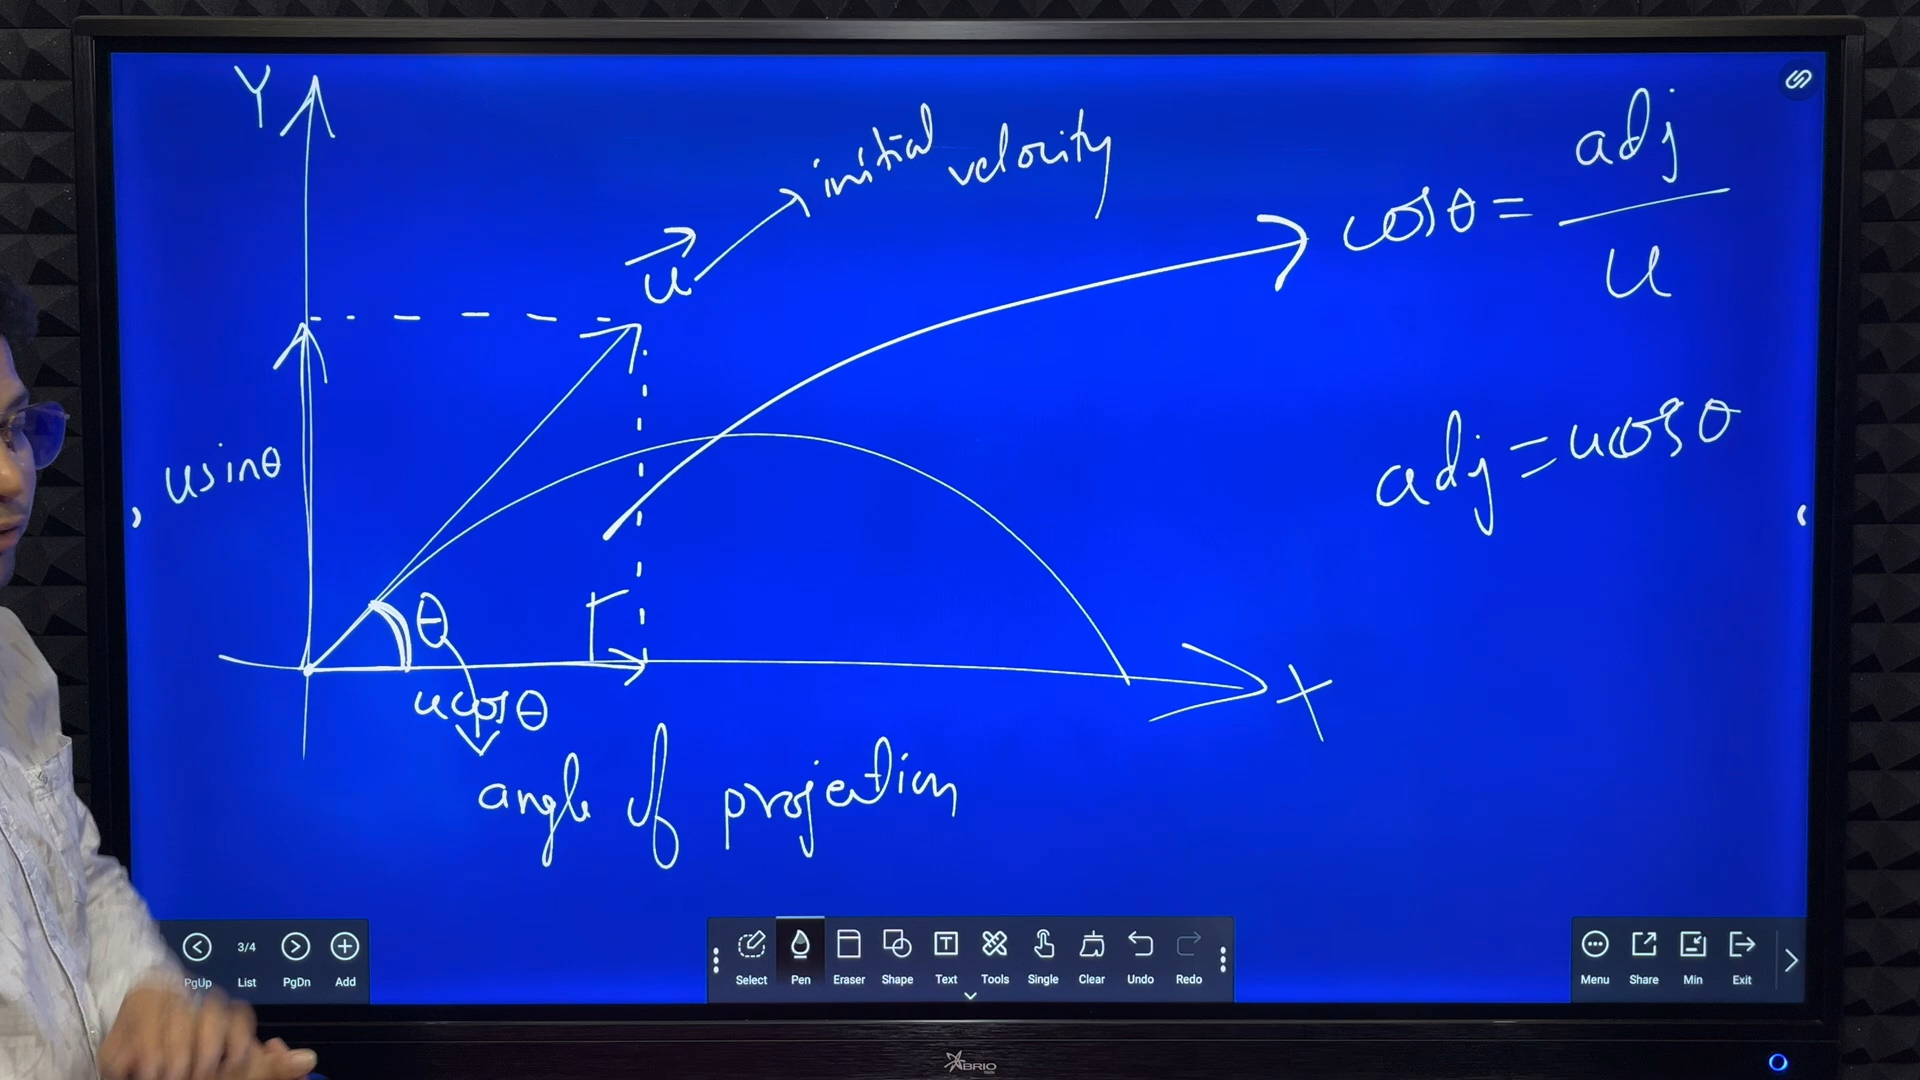 Y
initial velocity
u
cosθ = adj / u
adj = ucosθ
usinθ
θ
ucosθ
X
angle of projection
PgUp
3/4
List
PgDn
Add
Select
Pen
Eraser
Shape
Text
Tools
Single
Clear
Undo
Redo
Menu
Share
Min
Exit
ABRIO